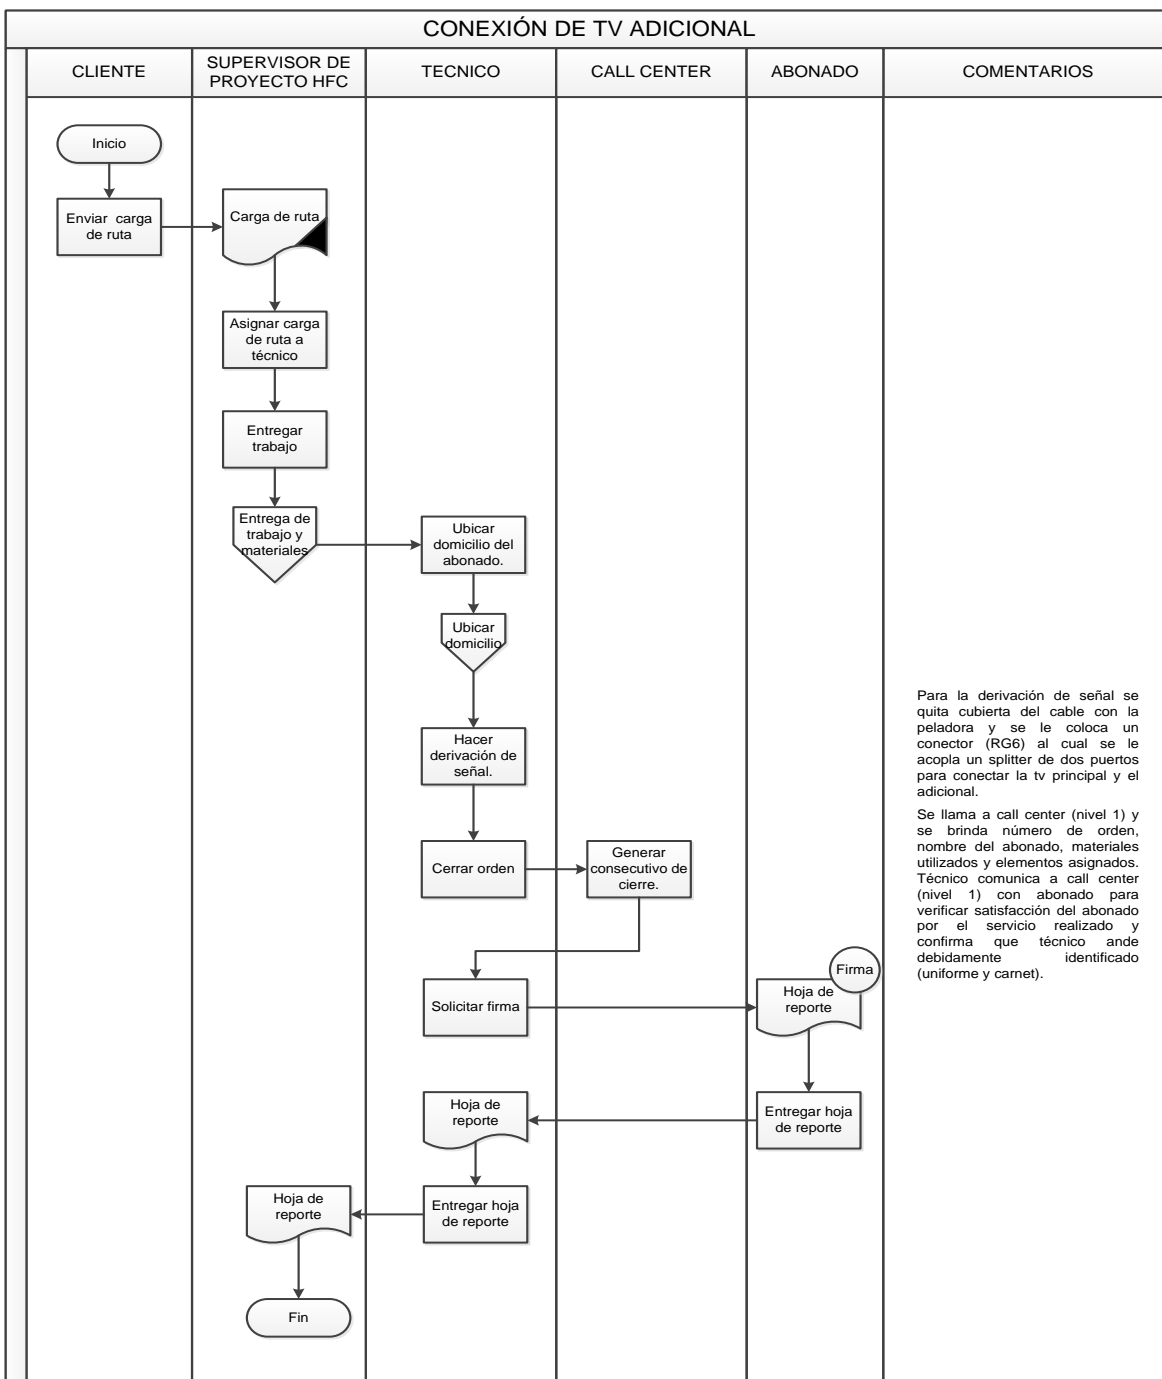 CONEXIÓN DE TV ADICIONAL
CLIENTE
SUPERVISOR DE
PROYECTO HFC
TECNICO
CALL CENTER
ABONADO
COMENTARIOS
Inicio
Enviar carga
de ruta
Carga de ruta
Asignar carga
de ruta a
técnico
Entregar
trabajo
Entrega de
trabajo y
materiales
Ubicar
domicilio del
abonado.
Ubicar
domicilio
Hacer
derivación de
señal.
Cerrar orden
Generar
consecutivo de
cierre.
Solicitar firma
Firma
Hoja de
reporte
Entregar hoja
de reporte
Hoja de
reporte
Entregar hoja
de reporte
Hoja de
reporte
Fin
Para la derivación de señal se
quita cubierta del cable con la
peladora y se le coloca un
conector (RG6) al cual se le
acopla un splitter de dos puertos
para conectar la tv principal y el
adicional.
Se llama a call center (nivel 1) y
se brinda número de orden,
nombre del abonado, materiales
utilizados y elementos asignados.
Técnico comunica a call center
(nivel 1) con abonado para
verificar satisfacción del abonado
por el servicio realizado y
confirma que técnico ande
debidamente identificado
(uniforme y carnet).